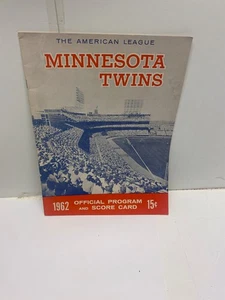 THE AMERICAN LEAGUE
MINNESOTA
TWINS
1962 OFFICIAL PROGRAM AND SCORE CARD 15¢